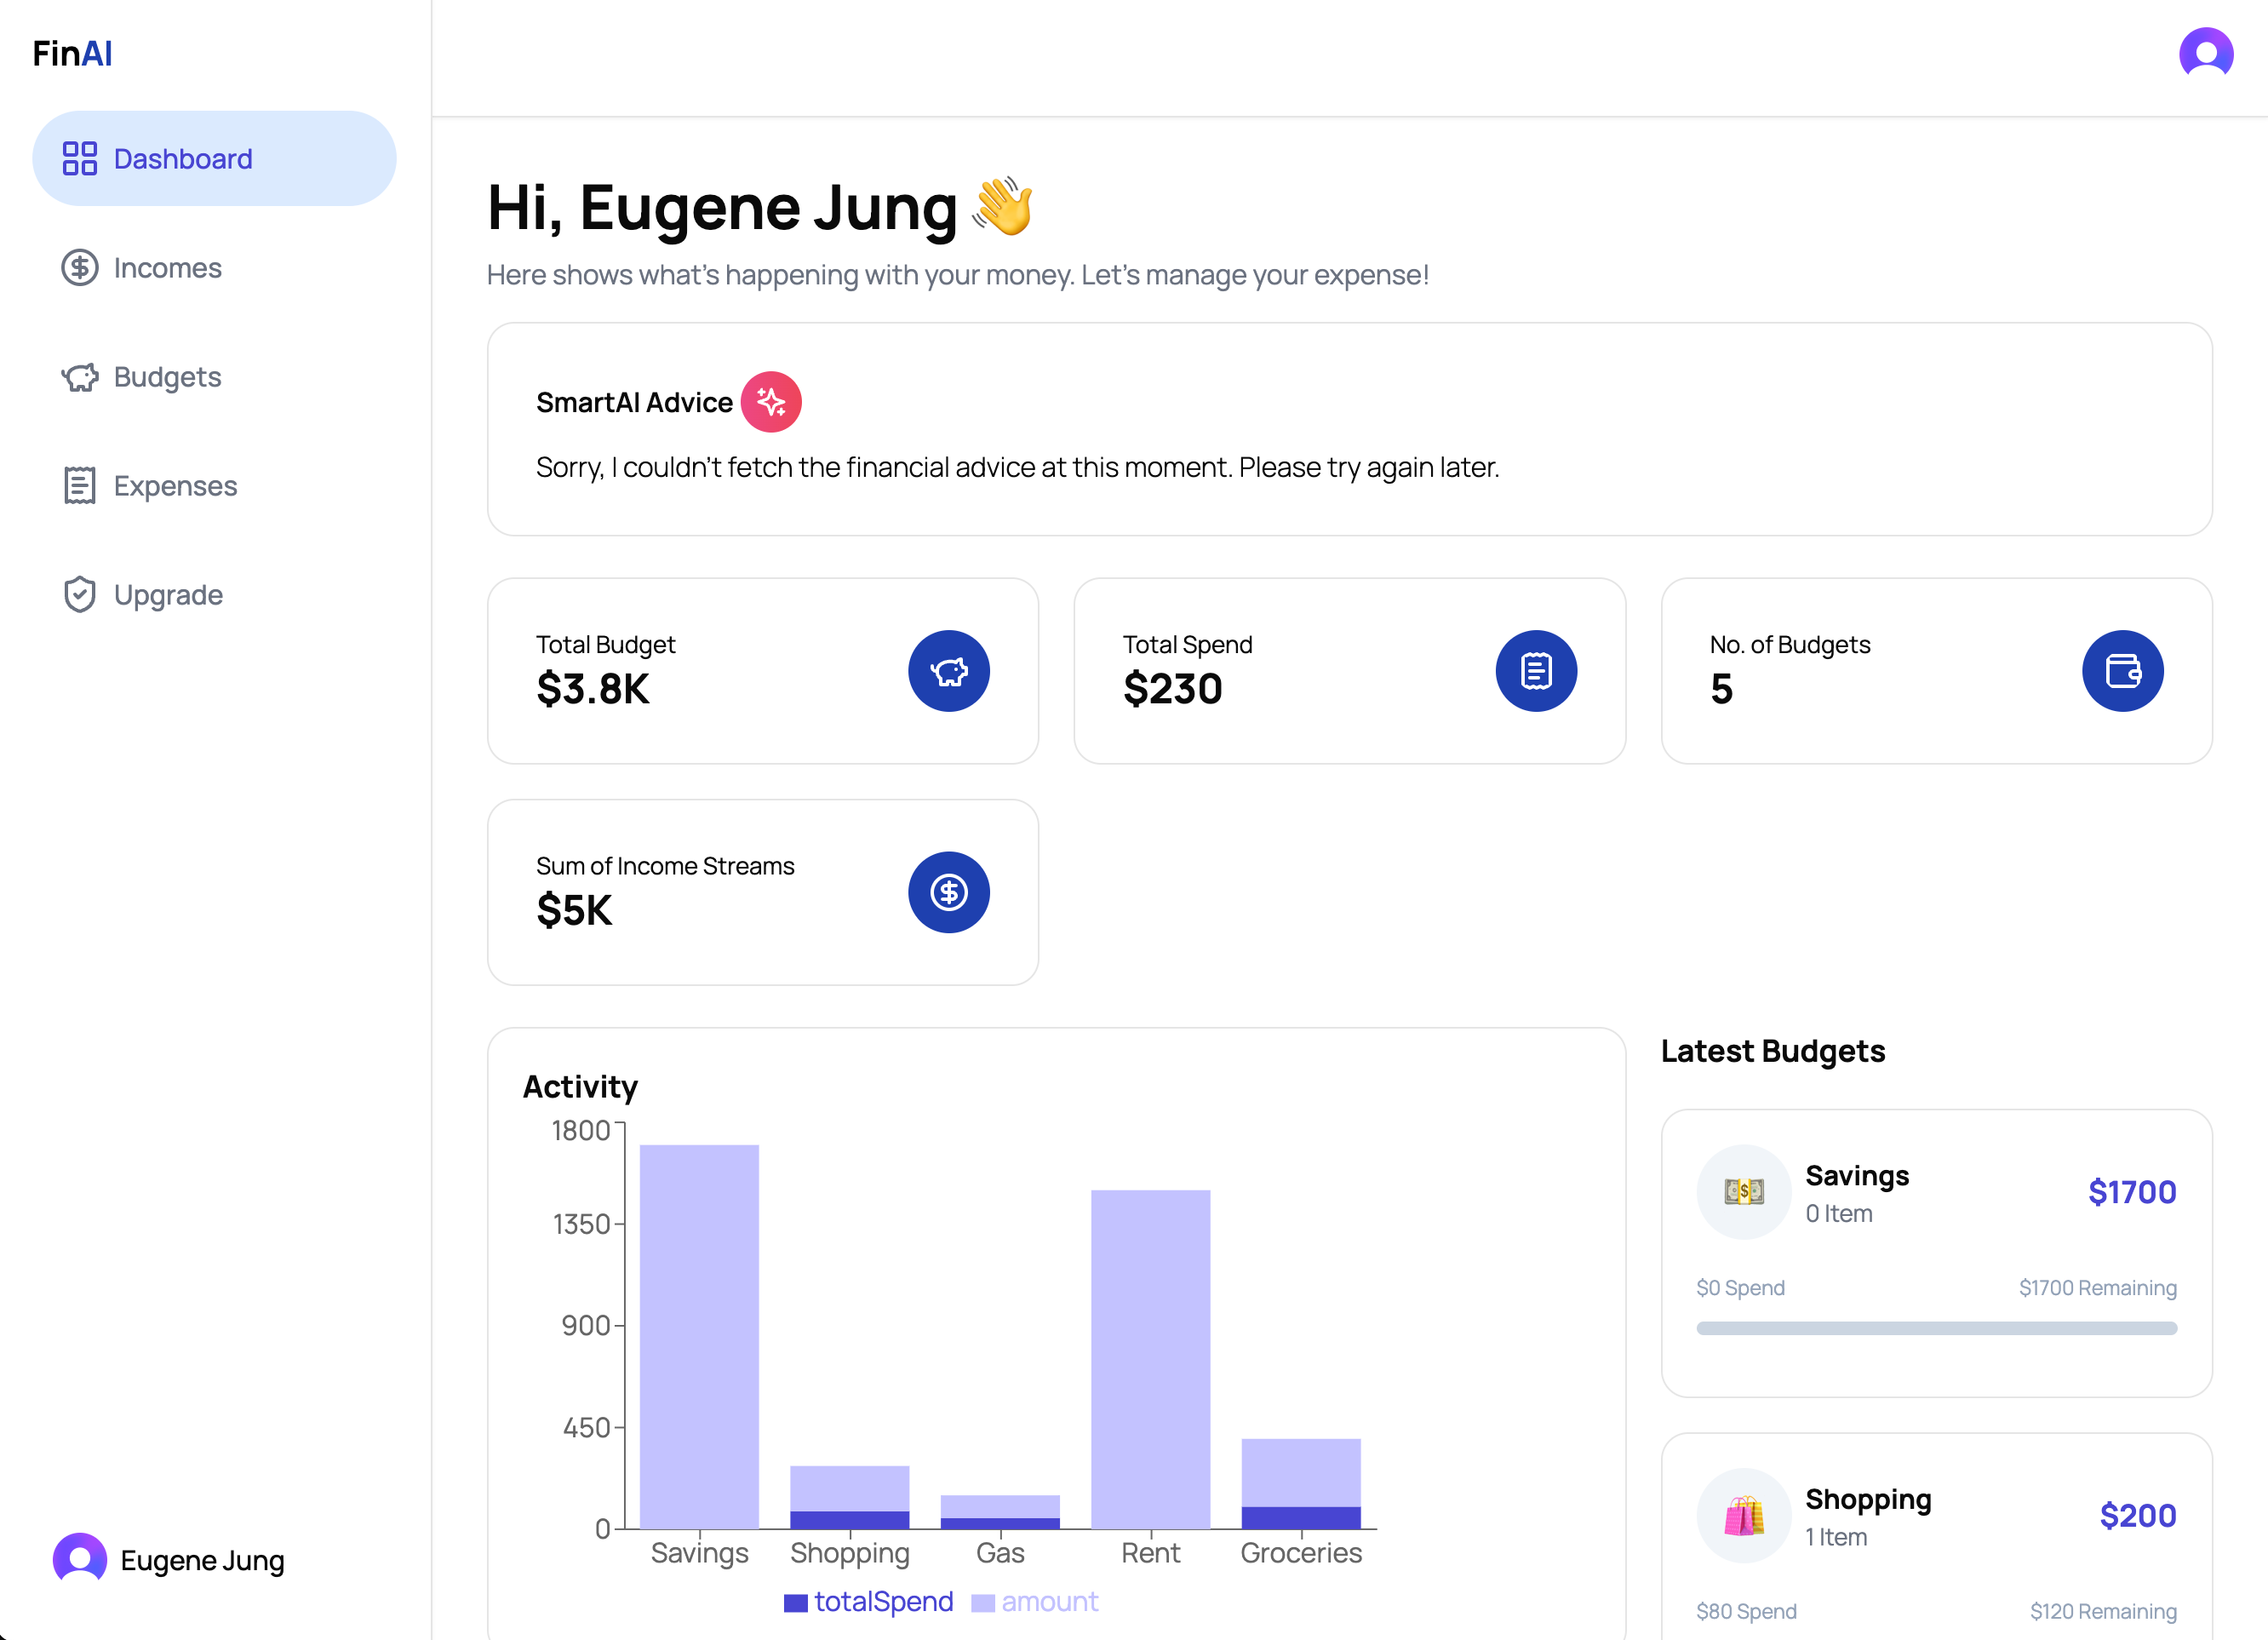 FinAI
Dashboard
Incomes
Budgets
Expenses
Upgrade
Eugene Jung
Hi, Eugene Jung 👋
Here shows what's happening with your money. Let's manage your expense!
SmartAI Advice
Sorry, I couldn't fetch the financial advice at this moment. Please try again later.
Total Budget
$3.8K
Total Spend
$230
No. of Budgets
5
Sum of Income Streams
$5K
Activity
1800
1350
900
450
0
Savings Shopping Gas Rent Groceries
totalSpend amount
Latest Budgets
Savings
0 Item
$1700
$0 Spend $1700 Remaining
Shopping
1 Item
$200
$80 Spend $120 Remaining